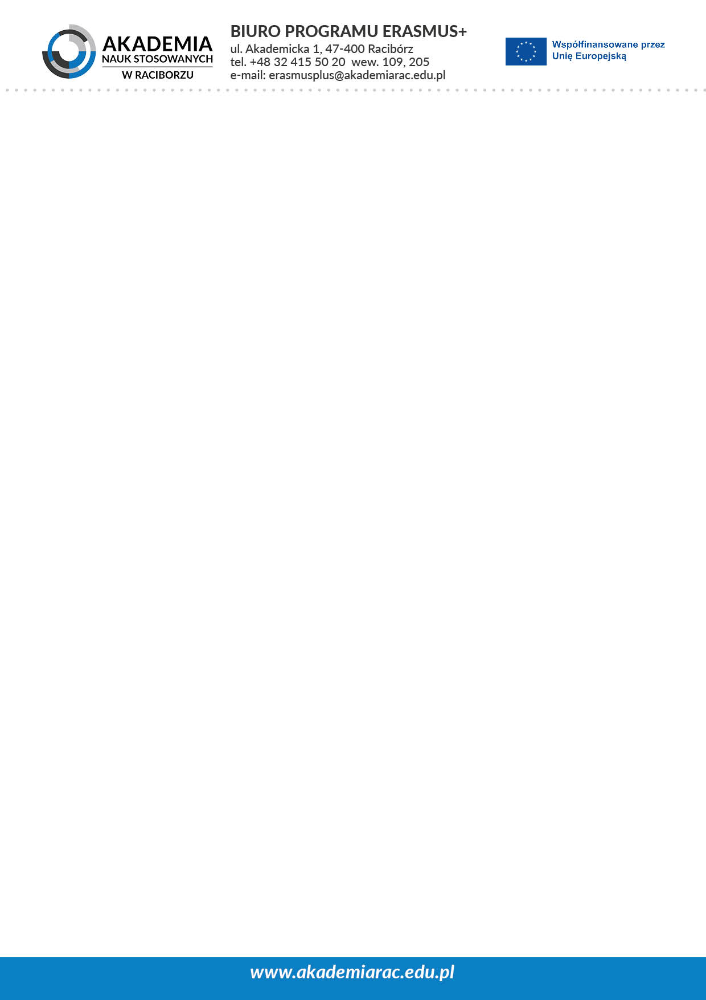 AKADEMIA
NAUK STOSOWANYCH
W RACIBORZU
BIURO PROGRAMU ERASMUS+
ul. Akademicka 1, 47-400 Racibórz
tel. +48 32 415 50 20  wew. 109, 205
e-mail: erasmusplus@akademiarac.edu.pl
Współfinansowane przez
Unię Europejską
www.akademiarac.edu.pl